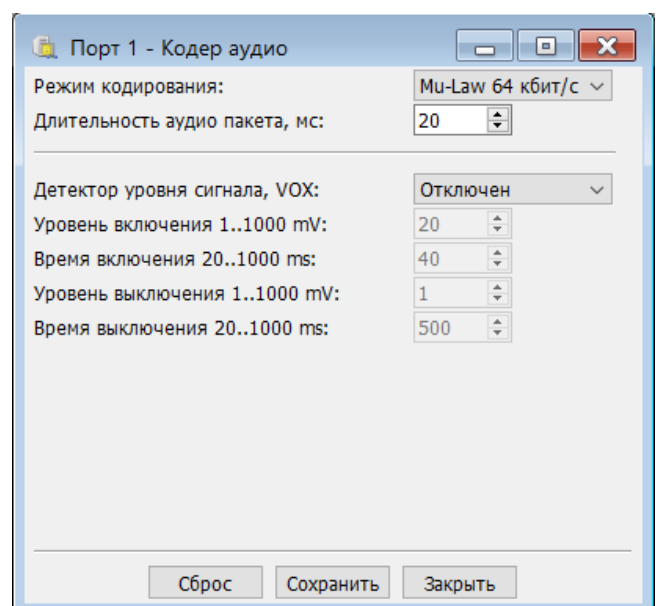 Порт 1 - Кодер аудио
Режим кодирования: Mu-Law 64 кбит/с
Длительность аудио пакета, мс: 20
Детектор уровня сигнала, VOX: Отключен
Уровень включения 1..1000 mV: 20
Время включения 20..1000 ms: 40
Уровень выключения 1..1000 mV: 1
Время выключения 20..1000 ms: 500
Сброс Сохранить Закрыть